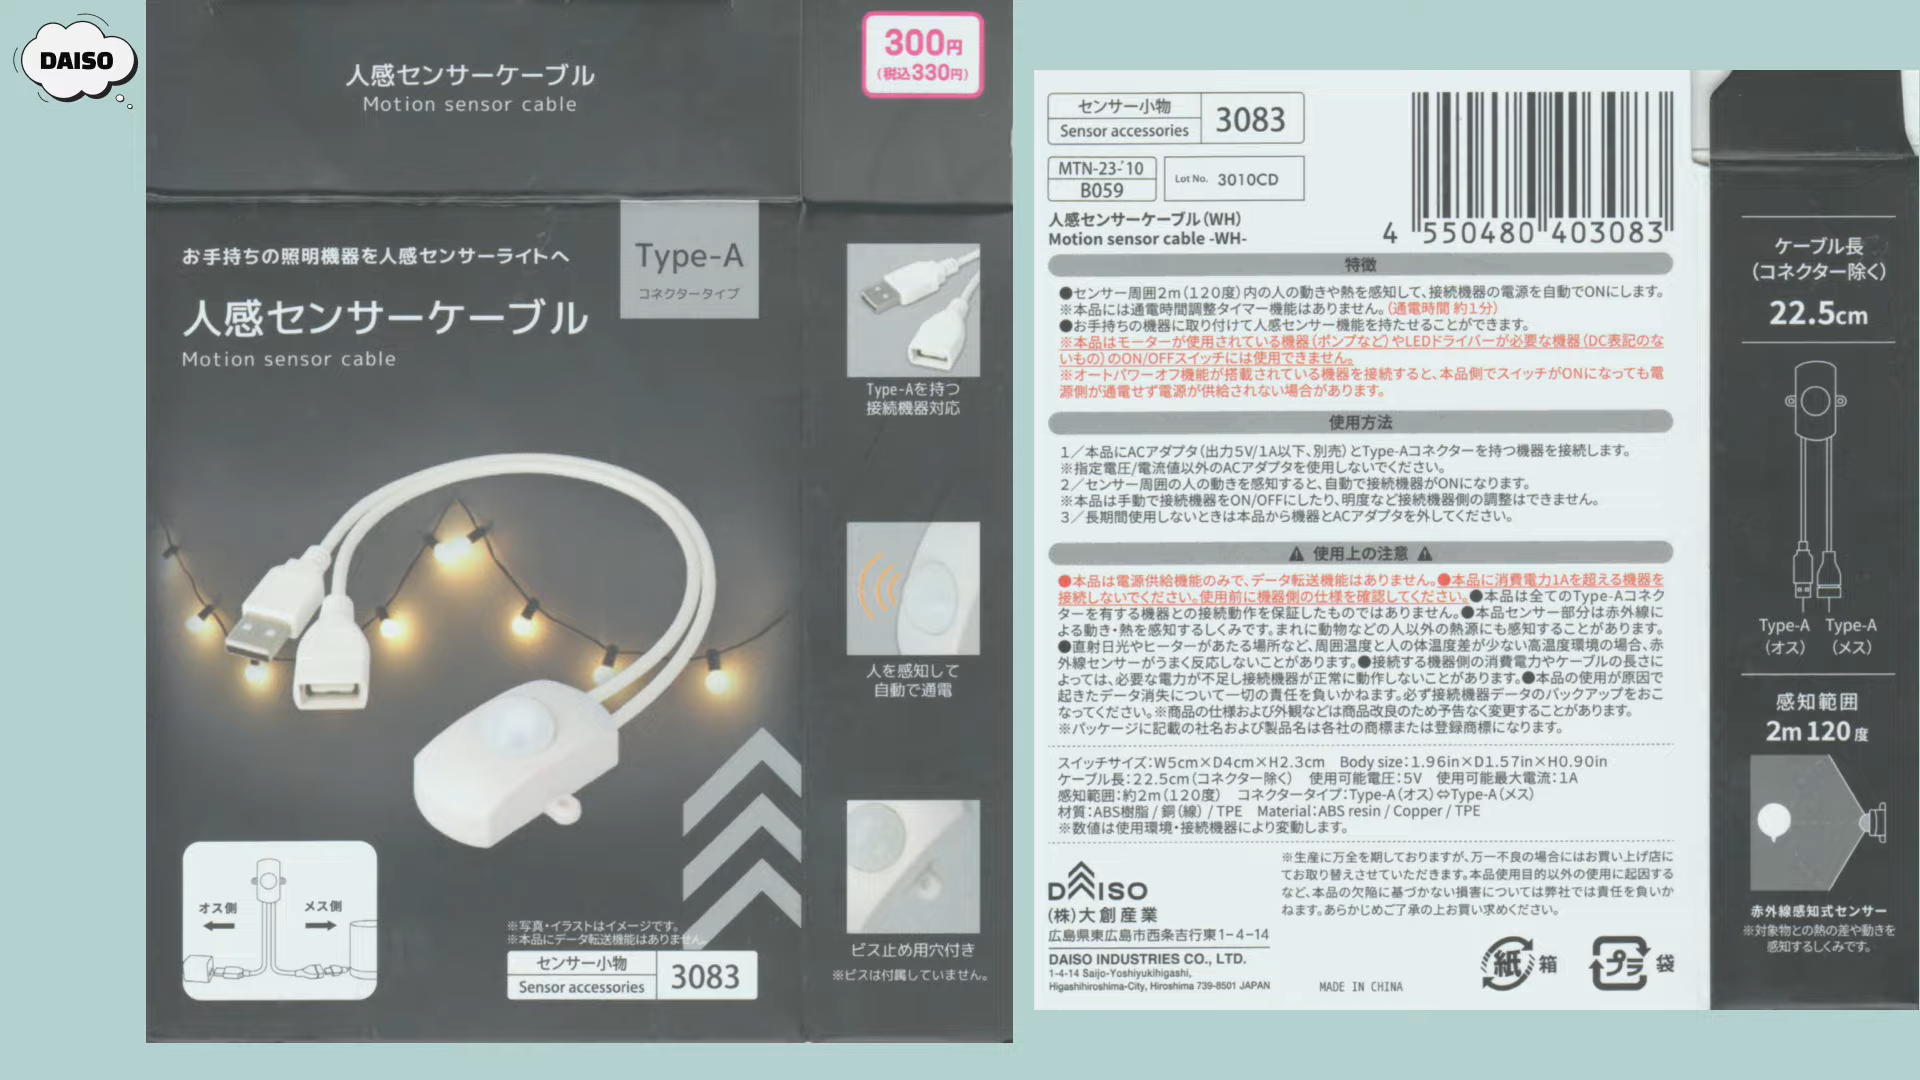 DAISO
人感センサーケーブル
Motion sensor cable
300円
(税込330円)
お手持ちの照明機器を人感センサーライトへ
人感センサーケーブル
Motion sensor cable
Type-A
コネクタータイプ
Type-Aを持つ
接続機器対応
人を感知して
自動で通電
ビス止め用穴付き
※ビスは付属していません。
オス側
メス側
※写真・イラストはイメージです。
※本品にデータ転送機能はありません。
センサー小物
Sensor accessories
3083
センサー小物
Sensor accessories
3083
MTN-23-'10
B059
Lot No. 3010CD
人感センサーケーブル(WH)
Motion sensor cable -WH-
4 550480 403083
特徴
●センサー周囲2m(120度)内の人の動きや熱を感知して、接続機器の電源を自動でONにします。
※本品には通電時間調整タイマー機能はありません。(通電時間 約1分)
●お手持ちの機器に取り付けて人感センサー機能を持たせることができます。
※本品はモーターが使用されている機器(ポンプなど)やLEDドライバーが必要な機器(DC表記のな
いもの)のON/OFFスイッチには使用できません。
※オートパワーオフ機能が搭載されている機器を接続すると、本品側でスイッチがONになっても電
源側が通電せず電源が供給されない場合があります。
使用方法
1/本品にACアダプタ(出力5V/1A以下、別売)とType-Aコネクターを持つ機器を接続します。
※指定電圧/電流値以外のACアダプタを使用しないでください。
2/センサー周囲の人の動きを感知すると、自動で接続機器がONになります。
※本品は手動で接続機器をON/OFFにしたり、明度など接続機器側の調整はできません。
3/長期間使用しないときは本品から機器とACアダプタを外してください。
⚠ 使用上の注意 ⚠
●本品は電源供給機能のみで、データ転送機能はありません。●本品に消費電力1Aを超える機器を
接続しないでください。使用前に機器側の仕様を確認してください。●本品は全てのType-Aコネク
ターを有する機器との接続動作を保証したものではありません。●本品センサー部分は赤外線に
よる動き・熱を感知するしくみです。まれに動物などの人以外の熱源にも感知することがあります。
●直射日光やヒーターがあたる場所など、周囲温度と人の体温度差が少ない高温度環境の場合、赤
外線センサーがうまく反応しないことがあります。●接続する機器側の消費電力やケーブルの長さに
よっては、必要な電力が不足し接続機器が正常に動作しないことがあります。●本品の使用が原因で
起きたデータ消失について一切の責任を負いかねます。必ず接続機器データのバックアップをおこ
なってください。※商品の仕様および外観などは商品改良のため予告なく変更することがあります。
※パッケージに記載の社名および製品名は各社の商標または登録商標になります。
スイッチサイズ:W5cm×D4cm×H2.3cm Body size:1.96in×D1.57in×H0.90in
ケーブル長:22.5cm(コネクター除く) 使用可能電圧:5V 使用可能最大電流:1A
感知範囲:約2m(120度) コネクタータイプ:Type-A(オス)⇔Type-A(メス)
材質:ABS樹脂 / 銅(線) / TPE Material:ABS resin / Copper / TPE
※数値は使用環境・接続機器により変動します。
DAISO
(株)大創産業
広島県東広島市西条吉行東1-4-14
DAISO INDUSTRIES CO., LTD.
1-4-14 Saijo-Yoshiyukihigashi,
Higashihiroshima-City, Hiroshima 739-8501 JAPAN
※生産に万全を期しておりますが、万一不良の場合にはお買い上げ店に
てお取り替えさせていただきます。本品使用目的以外の使用に起因する
など、本品の欠陥に基づかない損害については弊社では責任を負いか
ねます。あらかじめご了承の上お買い求めください。
MADE IN CHINA
紙 箱
プラ 袋
ケーブル長
(コネクター除く)
22.5cm
Type-A Type-A
(オス) (メス)
感知範囲
2m 120度
赤外線感知式センサー
※対象物との熱の差や動きを
感知するしくみです。